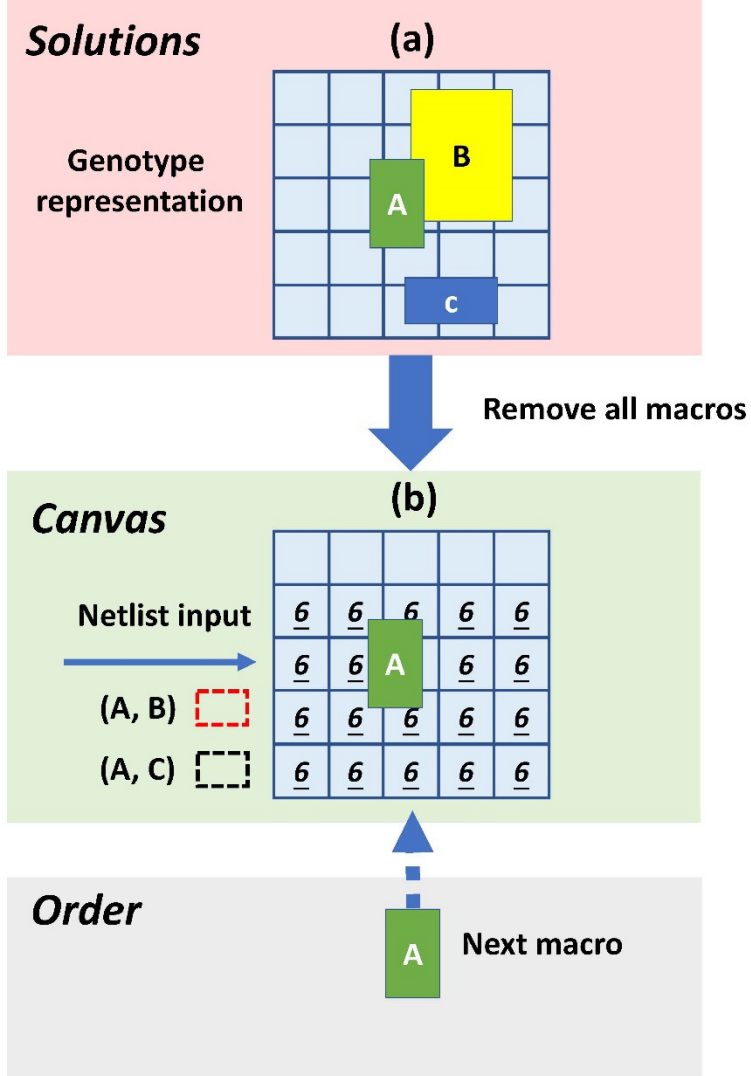 Solutions
(a)
Genotype
representation
B
A
c
Remove all macros
Canvas
(b)
Netlist input
(A, B)
(A, C)
6 6 6 6 6
6 6 A 6 6
6 6 6 6 6
6 6 6 6 6
Order
A
Next macro